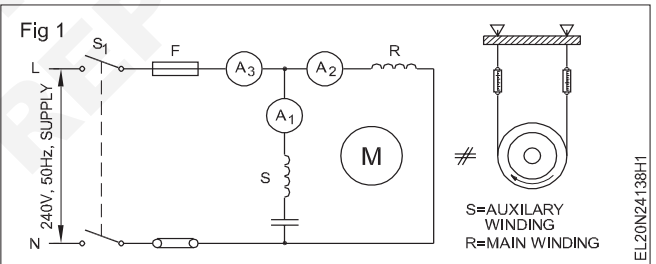 Fig 1
S1
F
A3
A2
R
L
A1
240V, 50Hz, SUPPLY
M
S
N
S=AUXILARY
WINDING
R=MAIN WINDING
EL20N24138H1